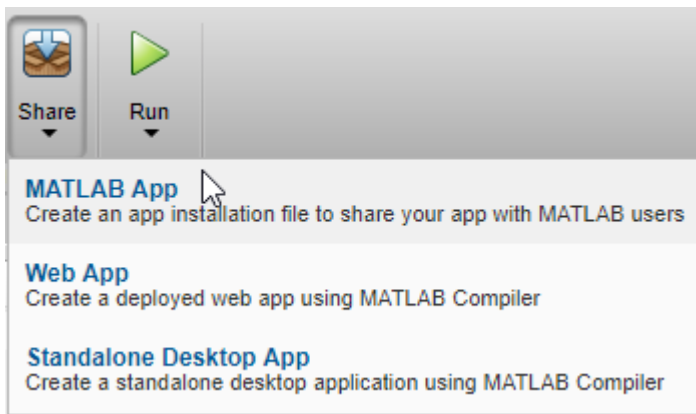 Share Run
MATLAB App
Create an app installation file to share your app with MATLAB users
Web App
Create a deployed web app using MATLAB Compiler
Standalone Desktop App
Create a standalone desktop application using MATLAB Compiler